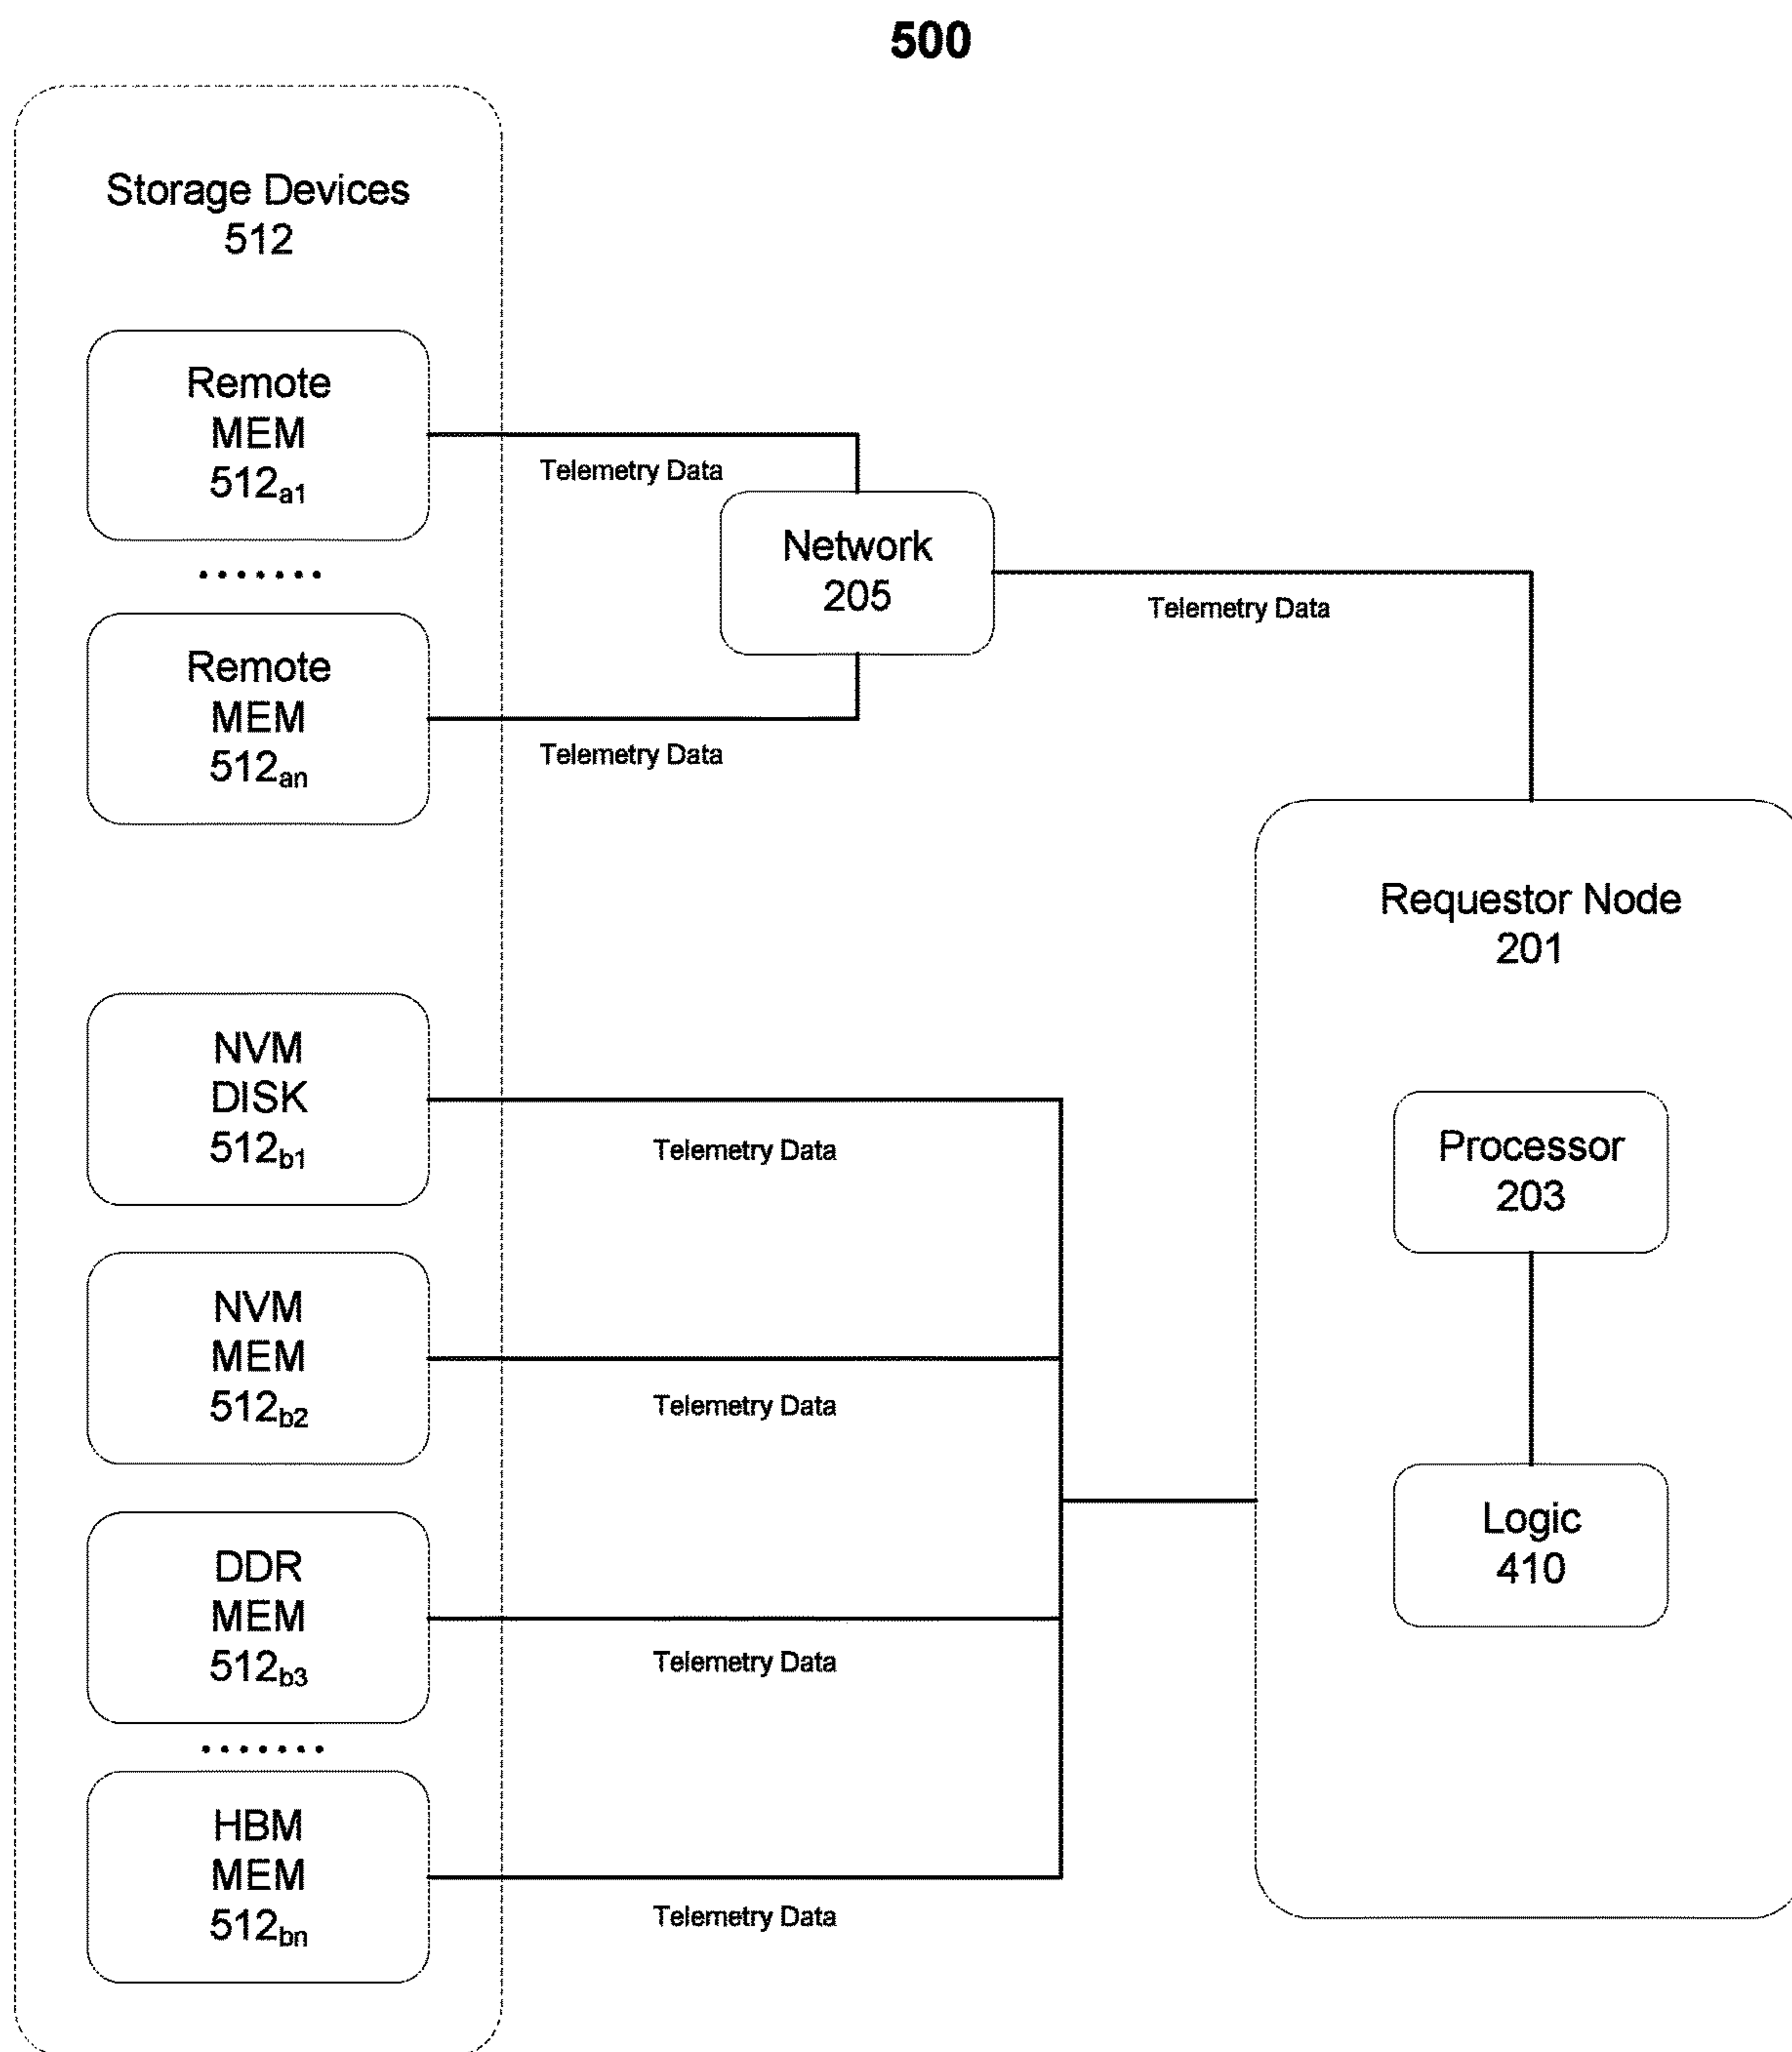 500
Storage Devices
512
Remote
MEM
512a1
.......
Remote
MEM
512an
Telemetry Data
Telemetry Data
Network
205
Telemetry Data
NVM
DISK
512b1
Telemetry Data
NVM
MEM
512b2
Telemetry Data
DDR
MEM
512b3
Telemetry Data
.......
HBM
MEM
512bn
Telemetry Data
Requestor Node
201
Processor
203
Logic
410